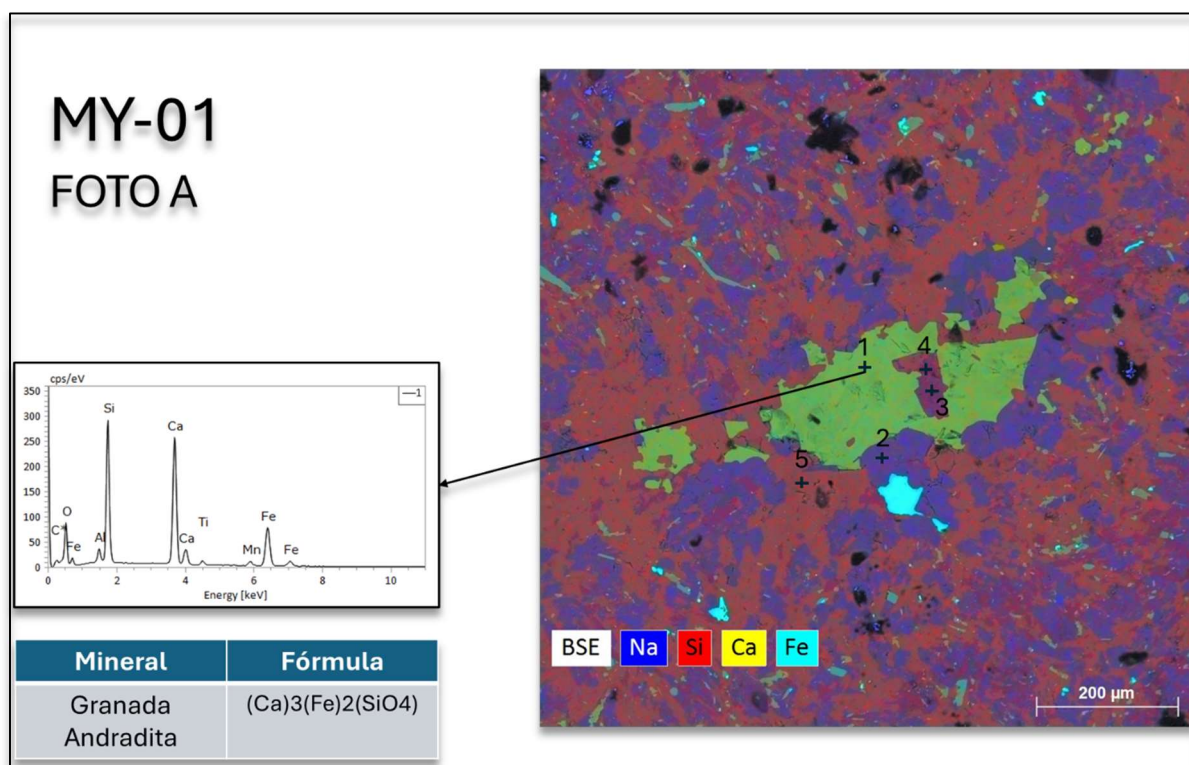 MY-01
FOTO A
cps/eV
1
350
300
250
200
150
100
50
0
C*
O
Fe
Al
Si
Ca
Ca
Ti
Mn
Fe
Fe
0 2 4 6 8 10
Energy [keV]
Mineral Fórmula
Granada (Ca)3(Fe)2(SiO4)
Andradita
1
4
3
2
5
BSE Na Si Ca Fe
200 µm